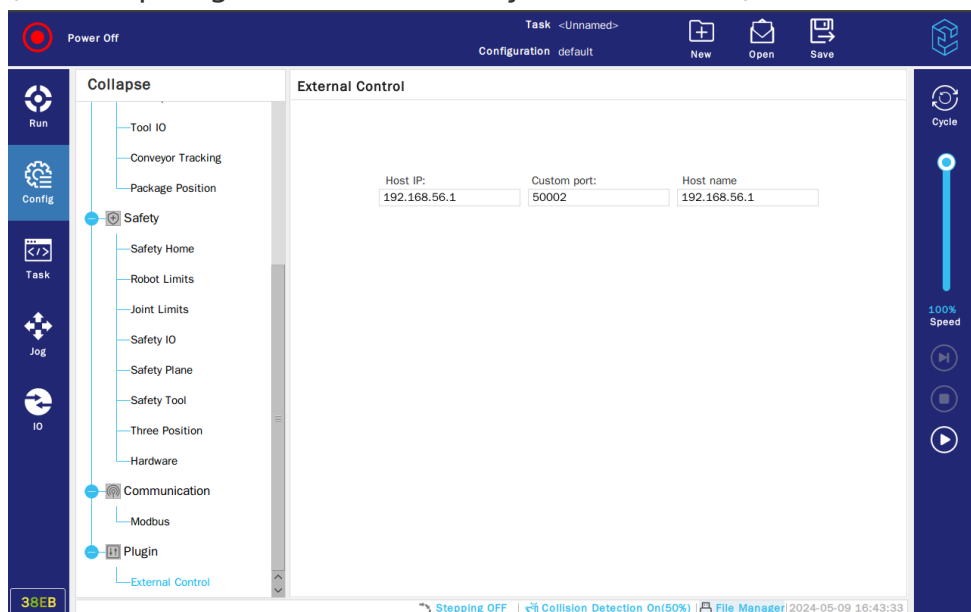 Power Off
Task <Unnamed>
Configuration default
New
Open
Save
Run
Config
Task
Jog
IO
38EB
Collapse
Tool IO
Conveyor Tracking
Package Position
Safety
Safety Home
Robot Limits
Joint Limits
Safety IO
Safety Plane
Safety Tool
Three Position
Hardware
Communication
Modbus
Plugin
External Control
External Control
Host IP: Custom port: Host name
192.168.56.1 50002 192.168.56.1
Cycle
100%
Speed
Stepping OFF | Collision Detection On(50%) | File Manager| 2024-05-09 16:43:33